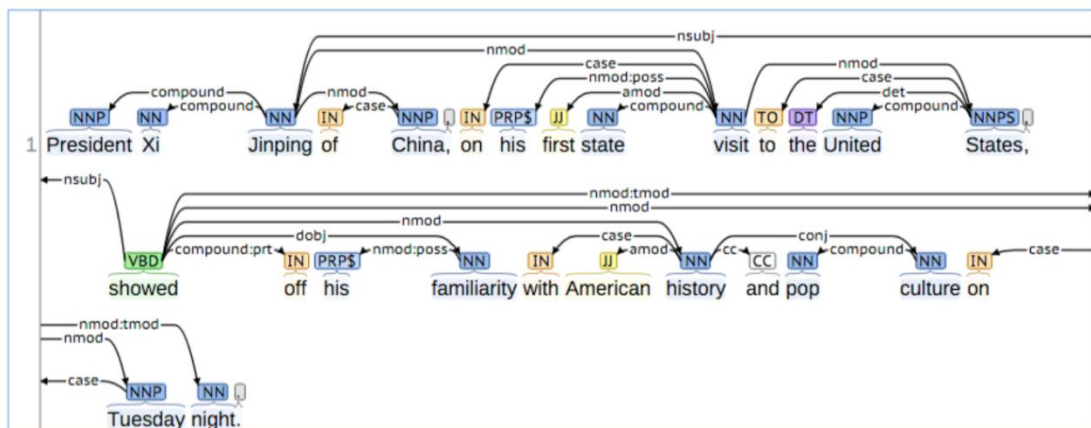 nsubj
nmod
case nmod
nmod:poss case
compound nmod amod det
compound case compound compound
NNP NN NN IN NNP , IN PRP$ JJ NN NN TO DT NNP NNPS ,
1 President Xi Jinping of China, on his first state visit to the United States,
nsubj nmod:tmod
nmod
nmod
dobj case conj
compound:prt nmod:poss amod cc compound case
VBD IN PRP$ NN IN JJ NN CC NN NN IN
showed off his familiarity with American history and pop culture on
nmod:tmod
nmod
case
NNP NN .
Tuesday night.